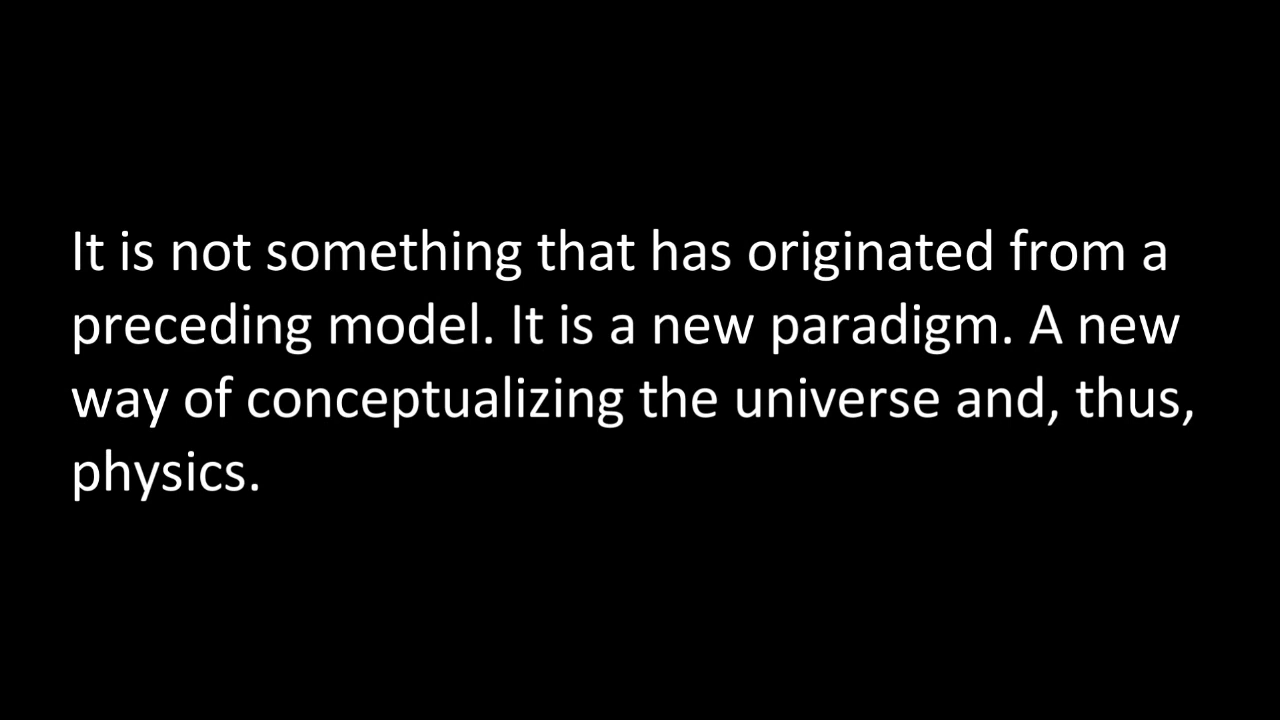 It is not something that has originated from a
preceding model. It is a new paradigm. A new
way of conceptualizing the universe and, thus,
physics.